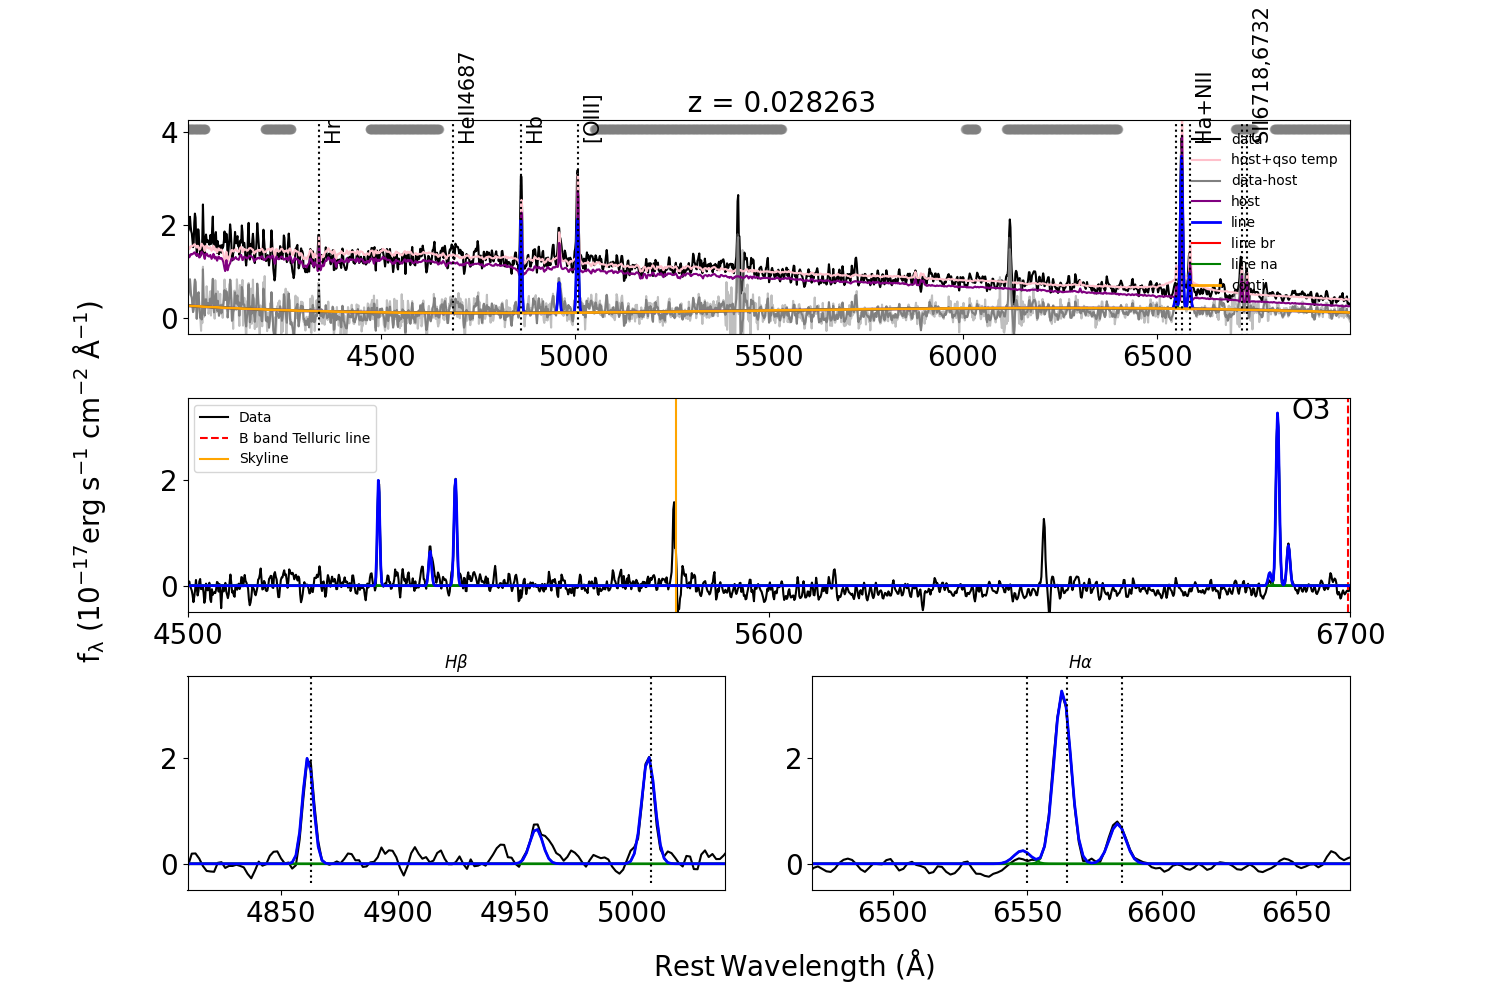 z = 0.028263
Hr
HeII4687
Hb
[OIII]
Ha+NII
SII6718,6732
4
2
0
data
host+qso temp
data-host
host
line
line br
line na
conti
4500
5000
5500
6000
6500
fλ (10⁻¹⁷erg s⁻¹ cm⁻² Å⁻¹)
Data
B band Telluric line
Skyline
O3
2
0
4500
5600
6700
Hβ
2
0
4850
4900
4950
5000
Hα
2
0
6500
6550
6600
6650
Rest Wavelength (Å)